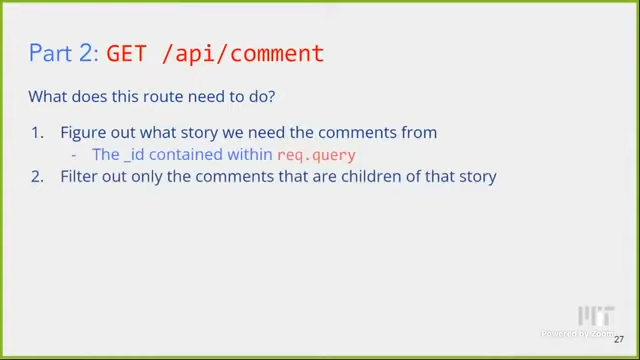 Part 2: GET /api/comment
What does this route need to do?
1. Figure out what story we need the comments from
- The _id contained within req.query
2. Filter out only the comments that are children of that story
MIT
Powered by Zoom
27